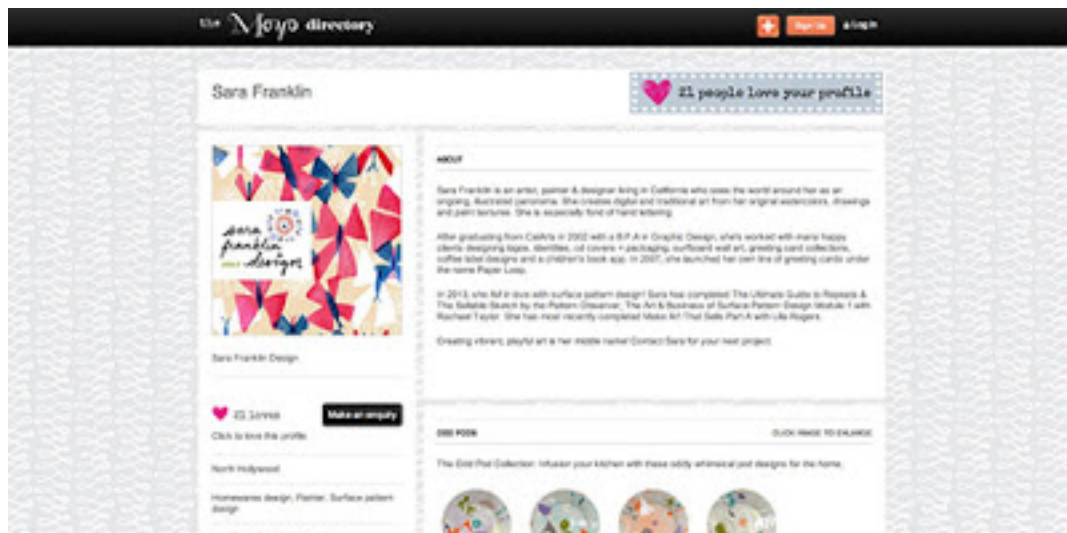 the Moyo directory
Sign Up
Login
Sara Franklin
21 people love your profile
sara
franklin
designs
Sara Franklin Design
21 Loves
Make an enquiry
Click to love this profile
North Hollywood
Homewares design, Painter, Surface pattern
design
ABOUT
Sara Franklin is an artist, painter & designer living in California who sees the world around her as an
ongoing, illustrated panorama. She creates digital and traditional art from her original watercolors, drawings
and paint textures. She is especially fond of hand lettering.
After graduating from CalArts in 2002 with a B.F.A in Graphic Design, she's worked with many happy
clients designing logos, identities, cd covers + packaging, surfboard wall art, greeting card collections,
coffee label designs and a children's book app. In 2007, she launched her own line of greeting cards under
the name Paper Loop.
In 2013, she fell in love with surface pattern design! Sara has completed The Ultimate Guide to Repeats &
The Sellable Sketch by the Pattern Observer, The Art & Business of Surface Pattern Design Module 1 with
Rachael Taylor. She has most recently completed Make Art That Sells Part A with Lilla Rogers.
Creating vibrant, playful art is her middle name! Contact Sara for your next project.
ODD PODS
CLICK IMAGE TO ENLARGE
The Odd Pod Collection: Infusion your kitchen with these oddly whimsical pod designs for the home.